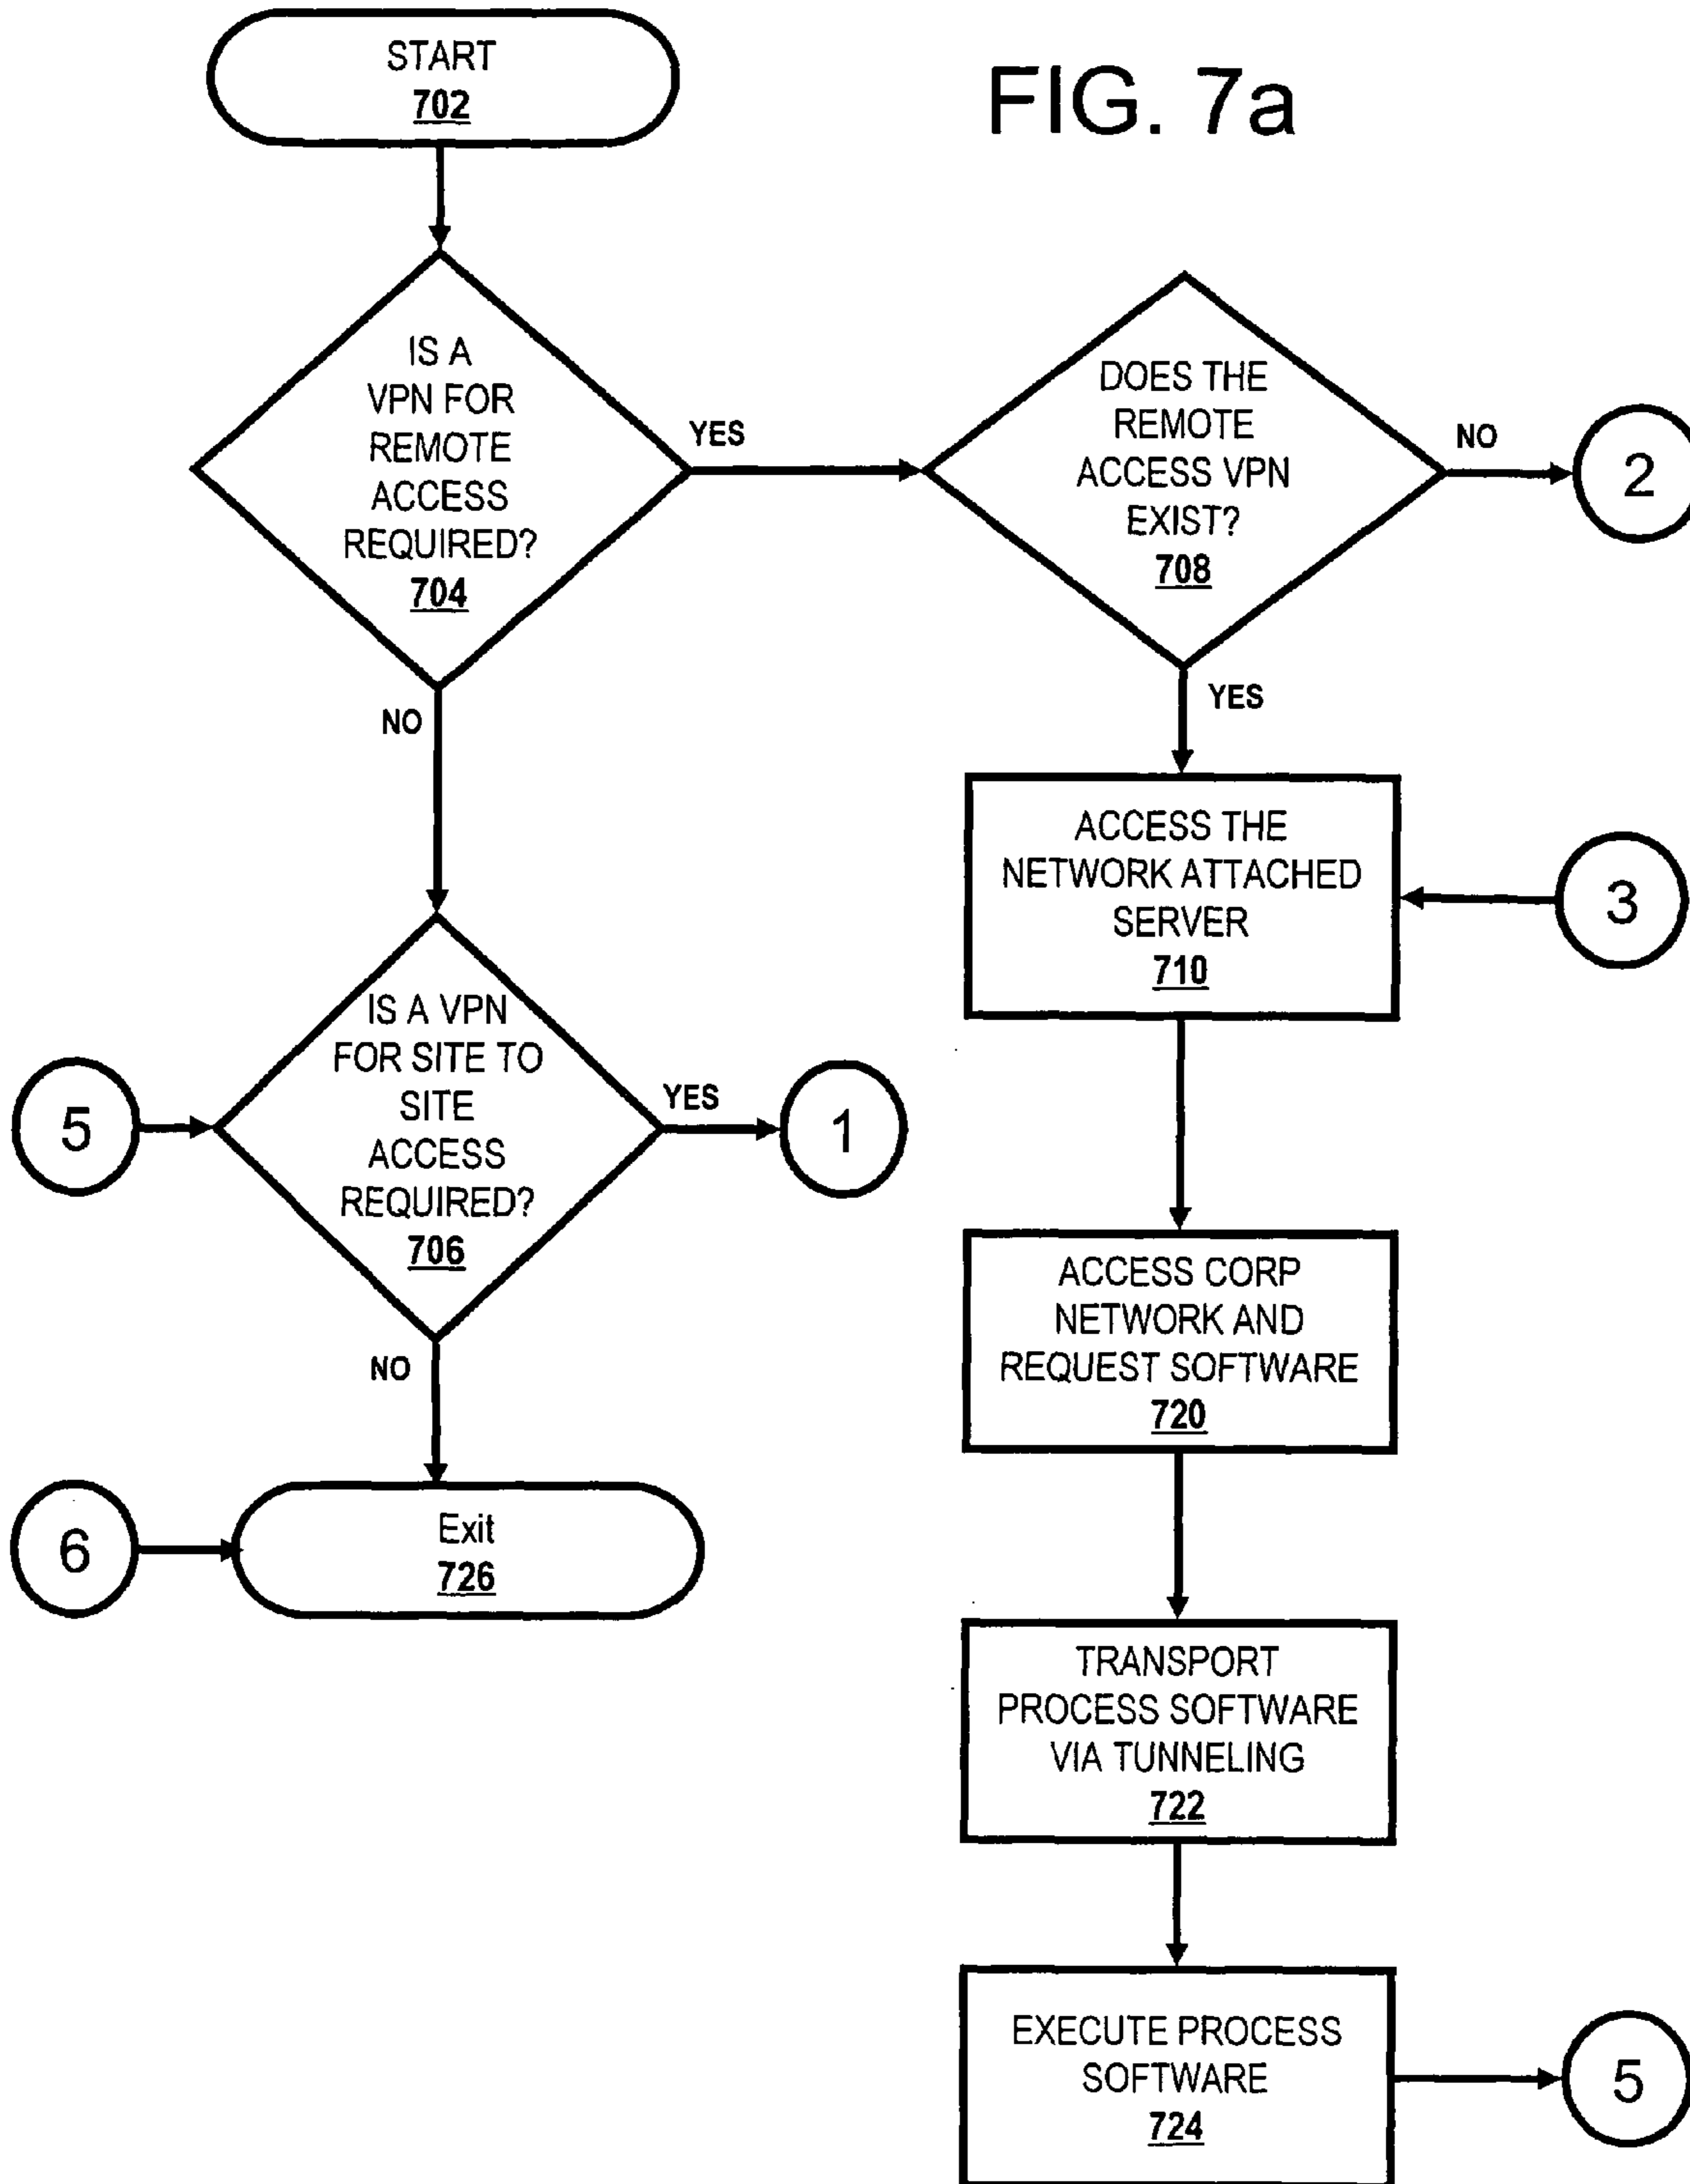 FIG. 7a
START
702
IS A
VPN FOR
REMOTE
ACCESS
REQUIRED?
704
YES
NO
DOES THE
REMOTE
ACCESS VPN
EXIST?
708
NO
2
YES
ACCESS THE
NETWORK ATTACHED
SERVER
710
3
5
IS A VPN
FOR SITE TO
SITE
ACCESS
REQUIRED?
706
YES
1
NO
ACCESS CORP
NETWORK AND
REQUEST SOFTWARE
720
6
Exit
726
TRANSPORT
PROCESS SOFTWARE
VIA TUNNELING
722
EXECUTE PROCESS
SOFTWARE
724
5